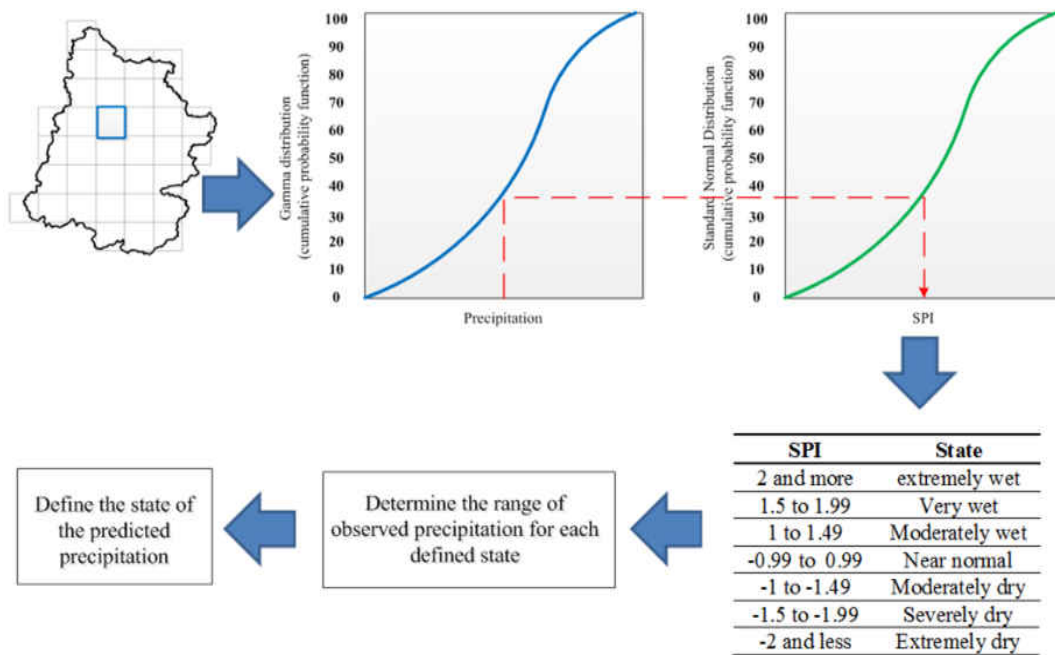 Gamma distribution
(cumulative probability function)
100
90
80
70
60
50
40
30
20
10
0
Precipitation
Standard Normal Distribution
(cumulative probability function)
100
90
80
70
60
50
40
30
20
10
0
SPI
SPI State
2 and more extremely wet
1.5 to 1.99 Very wet
1 to 1.49 Moderately wet
-0.99 to 0.99 Near normal
-1 to -1.49 Moderately dry
-1.5 to -1.99 Severely dry
-2 and less Extremely dry
Determine the range of
observed precipitation for each
defined state
Define the state of
the predicted
precipitation